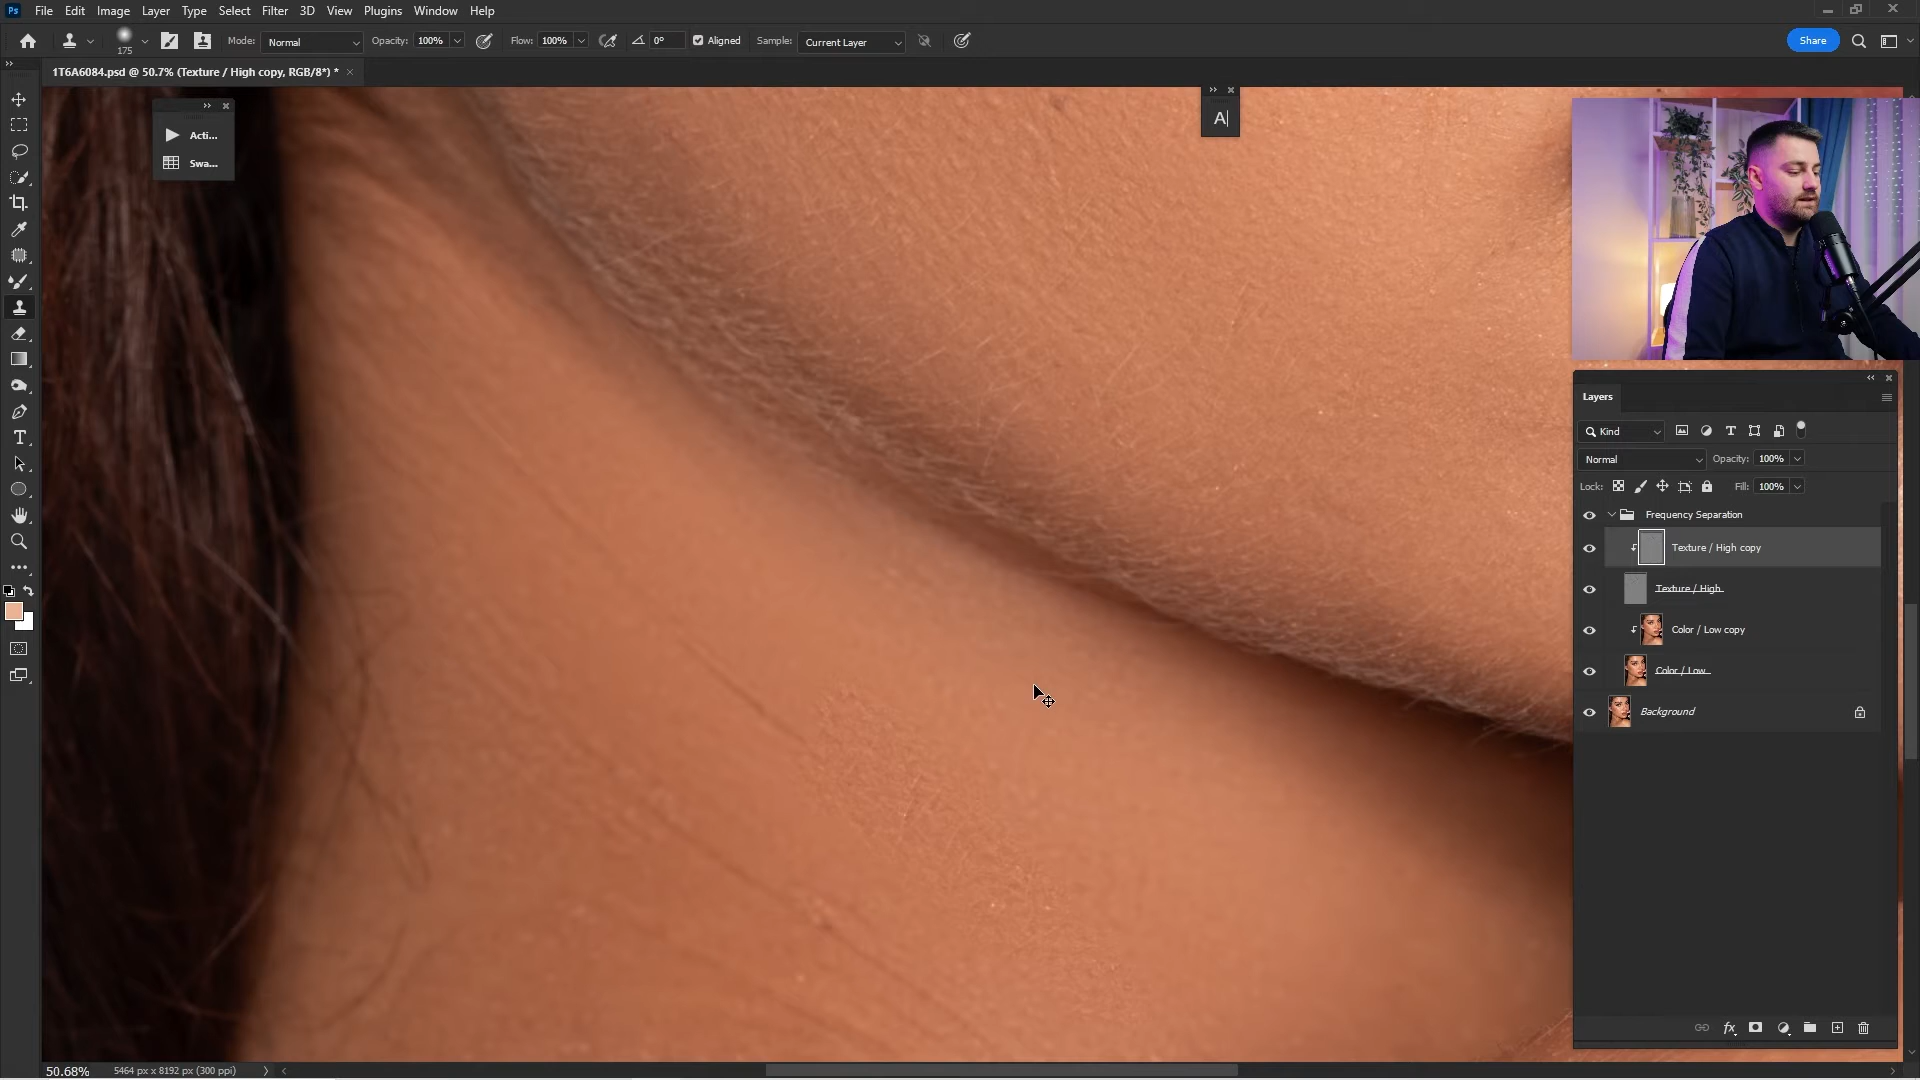 Ps File Edit Image Layer Type Select Filter 3D View Plugins Window Help
175 Mode: Normal Opacity: 100% Flow: 100% 0° Aligned Sample: Current Layer Share
1T6A6084.psd @ 50.7% (Texture / High copy, RGB/8*) *
Acti...
Swa...
A
Layers
Kind
Normal Opacity: 100%
Lock: Fill: 100%
Frequency Separation
Texture / High copy
Texture / High
Color / Low copy
Color / Low
Background
fx
50.68% 5464 px x 8192 px (300 ppi)